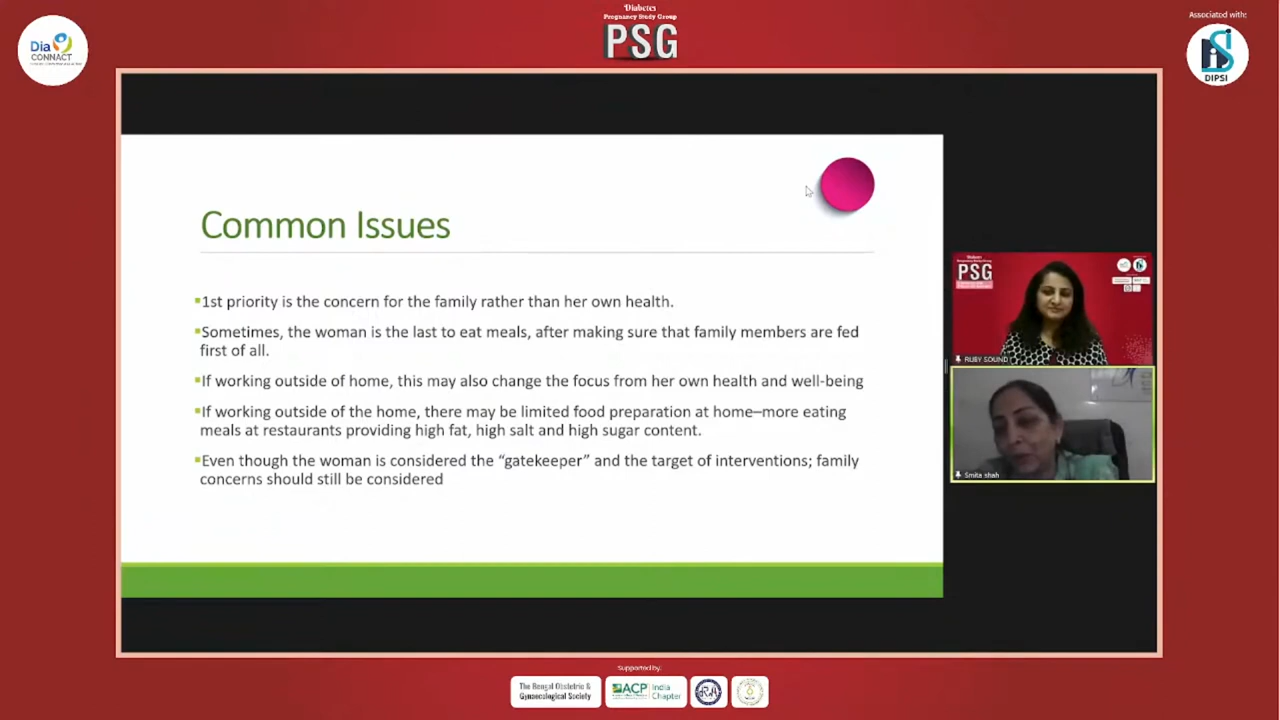 Diabetes
Pregnancy Study Group
PSG
Associated with:
Dia
CONNACT
DIPSI
Common Issues
1st priority is the concern for the family rather than her own health.
Sometimes, the woman is the last to eat meals, after making sure that family members are fed
first of all.
If working outside of home, this may also change the focus from her own health and well-being
If working outside of the home, there may be limited food preparation at home–more eating
meals at restaurants providing high fat, high salt and high sugar content.
Even though the woman is considered the “gatekeeper” and the target of interventions; family
concerns should still be considered
PSG
RUBY SOUND
Smita shah
Supported by:
The Bengal Obstetric &
Gynaecological Society
ACP
India
Chapter